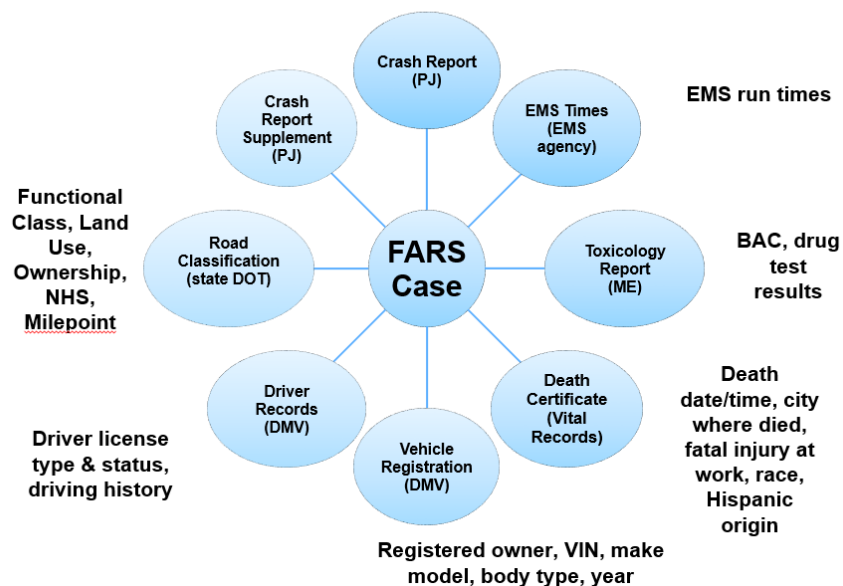 Crash Report
(PJ)
EMS Times
(EMS
agency)
EMS run times
Crash
Report
Supplement
(PJ)
Functional
Class, Land
Use,
Ownership,
NHS,
Milepoint
Road
Classification
(state DOT)
FARS
Case
Toxicology
Report
(ME)
BAC, drug
test
results
Driver
Records
(DMV)
Driver license
type & status,
driving history
Vehicle
Registration
(DMV)
Registered owner, VIN, make
model, body type, year
Death
Certificate
(Vital
Records)
Death
date/time, city
where died,
fatal injury at
work, race,
Hispanic
origin